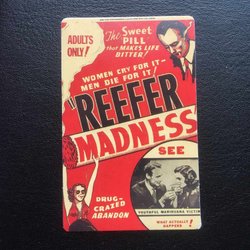 ADULTS
ONLY!
The Sweet
PILL
that MAKES LIFE
BITTER!
WOMEN CRY FOR IT—
MEN DIE FOR IT!
"REEFER
MADNESS
SEE
DRUG-
CRAZED
ABANDON
YOUTHFUL MARIHUANA VICTIM
WHAT ACTUALLY
HAPPENS!